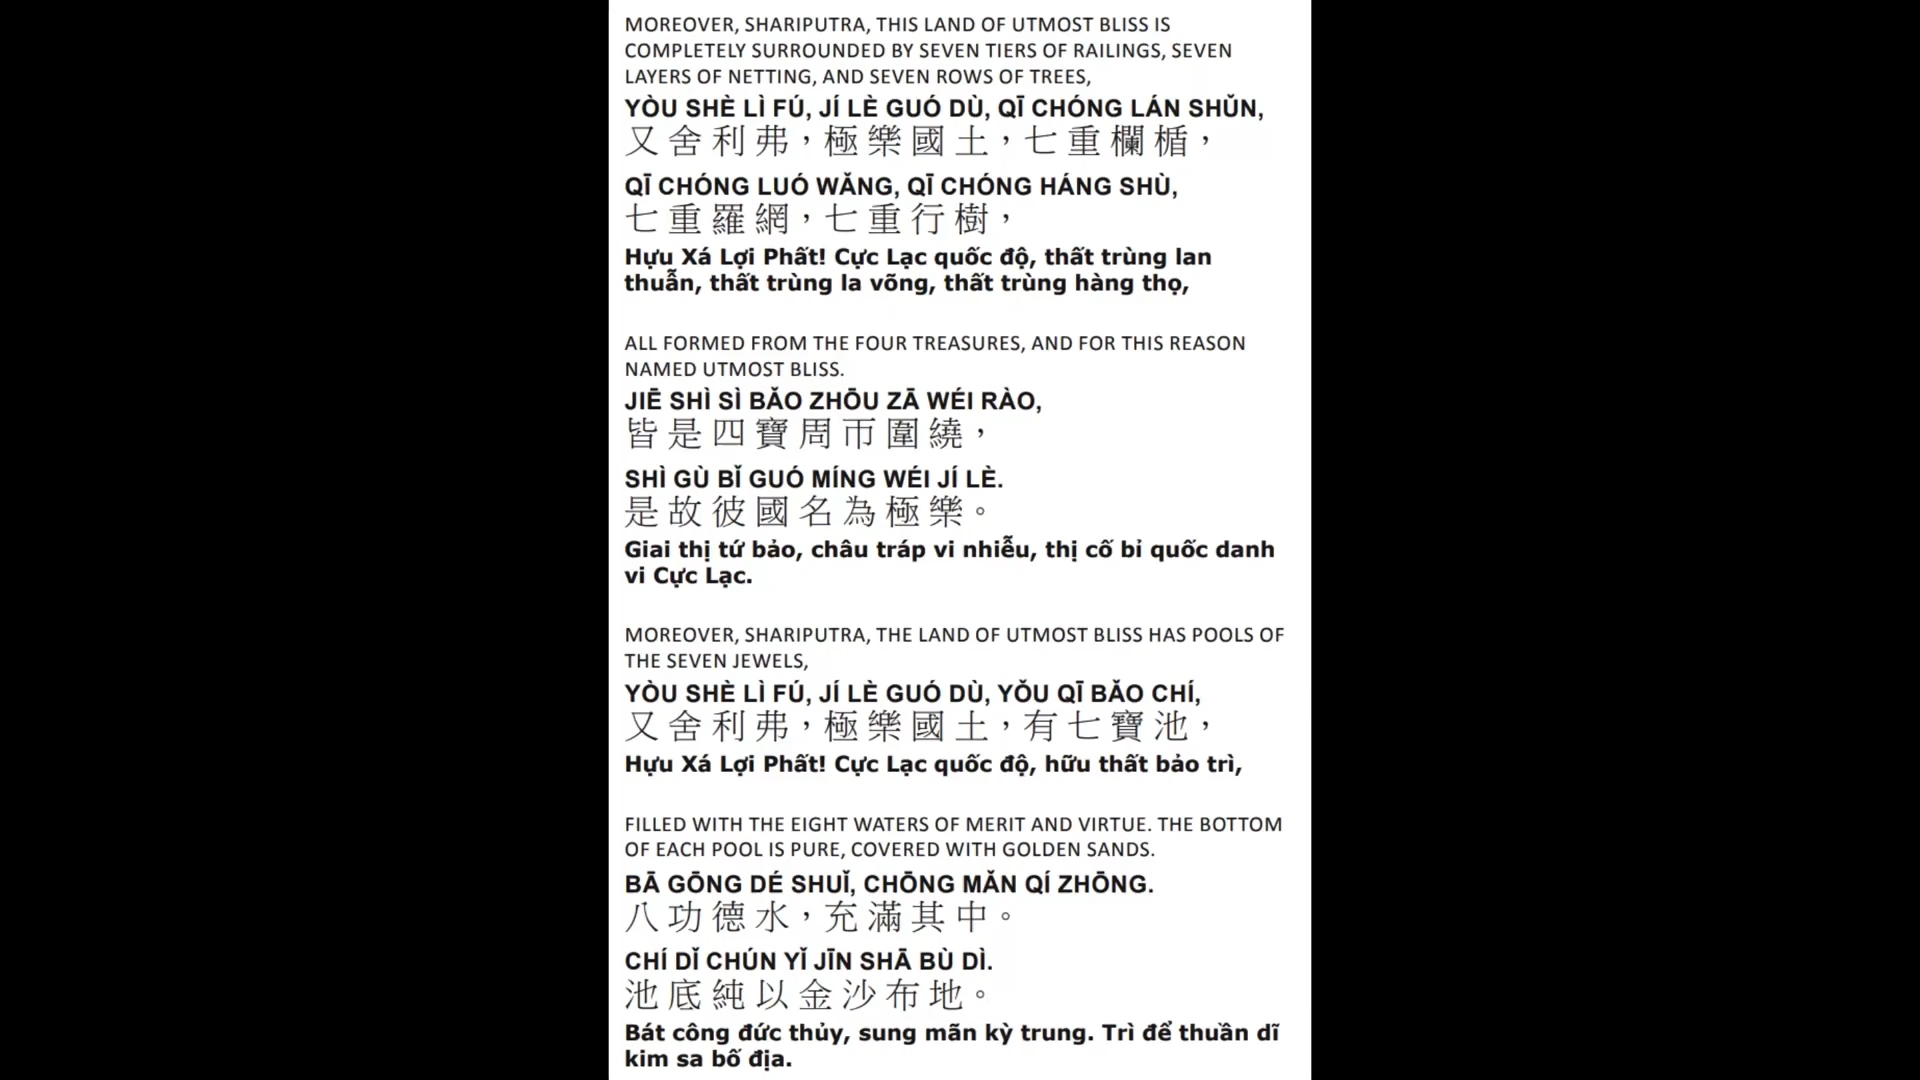 MOREOVER, SHARIPUTRA, THIS LAND OF UTMOST BLISS IS
COMPLETELY SURROUNDED BY SEVEN TIERS OF RAILINGS, SEVEN
LAYERS OF NETTING, AND SEVEN ROWS OF TREES,
YÒU SHÈ LÌ FÚ, JÍ LÈ GUÓ DÙ, QĪ CHÓNG LÁN SHǓN,
又舍利弗，極樂國土，七重欄楯，
QĪ CHÓNG LUÓ WǍNG, QĪ CHÓNG HÁNG SHÙ,
七重羅網，七重行樹，
Hựu Xá Lợi Phất! Cực Lạc quốc độ, thất trùng lan
thuẫn, thất trùng la võng, thất trùng hàng thọ,
ALL FORMED FROM THE FOUR TREASURES, AND FOR THIS REASON
NAMED UTMOST BLISS.
JIĒ SHÌ SÌ BǍO ZHŌU ZĀ WÉI RÀO,
皆是四寶周帀圍繞，
SHÌ GÙ BǏ GUÓ MÍNG WÉI JÍ LÈ.
是故彼國名為極樂。
Giai thị tứ bảo, châu tráp vi nhiễu, thị cố bỉ quốc danh
vi Cực Lạc.
MOREOVER, SHARIPUTRA, THE LAND OF UTMOST BLISS HAS POOLS OF
THE SEVEN JEWELS,
YÒU SHÈ LÌ FÚ, JÍ LÈ GUÓ DÙ, YǑU QĪ BǍO CHÍ,
又舍利弗，極樂國土，有七寶池，
Hựu Xá Lợi Phất! Cực Lạc quốc độ, hữu thất bảo trì,
FILLED WITH THE EIGHT WATERS OF MERIT AND VIRTUE. THE BOTTOM
OF EACH POOL IS PURE, COVERED WITH GOLDEN SANDS.
BĀ GŌNG DÉ SHUǏ, CHŌNG MǍN QÍ ZHŌNG.
八功德水，充滿其中。
CHÍ DǏ CHÚN YǏ JĪN SHĀ BÙ DÌ.
池底純以金沙布地。
Bát công đức thủy, sung mãn kỳ trung. Trì để thuần dĩ
kim sa bố địa.